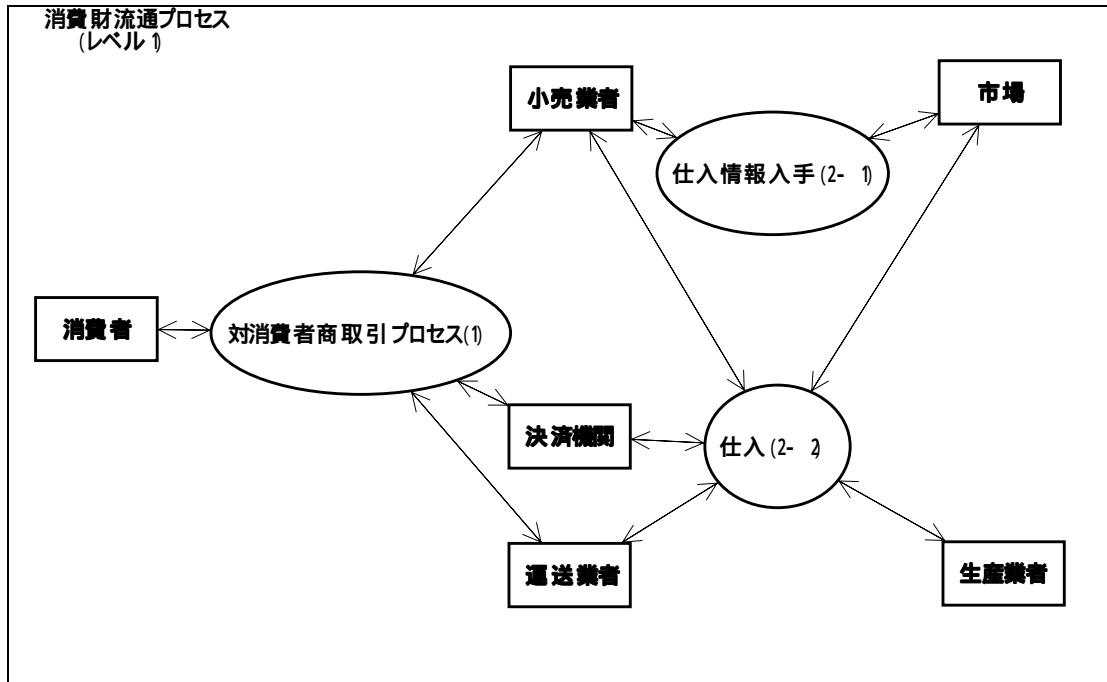 消費財流通プロセス
(レベル1)
小売業者
市場
仕入情報入手(2-1)
消費者
対消費者商取引プロセス(1)
決済機関
仕入(2-2)
運送業者
生産業者